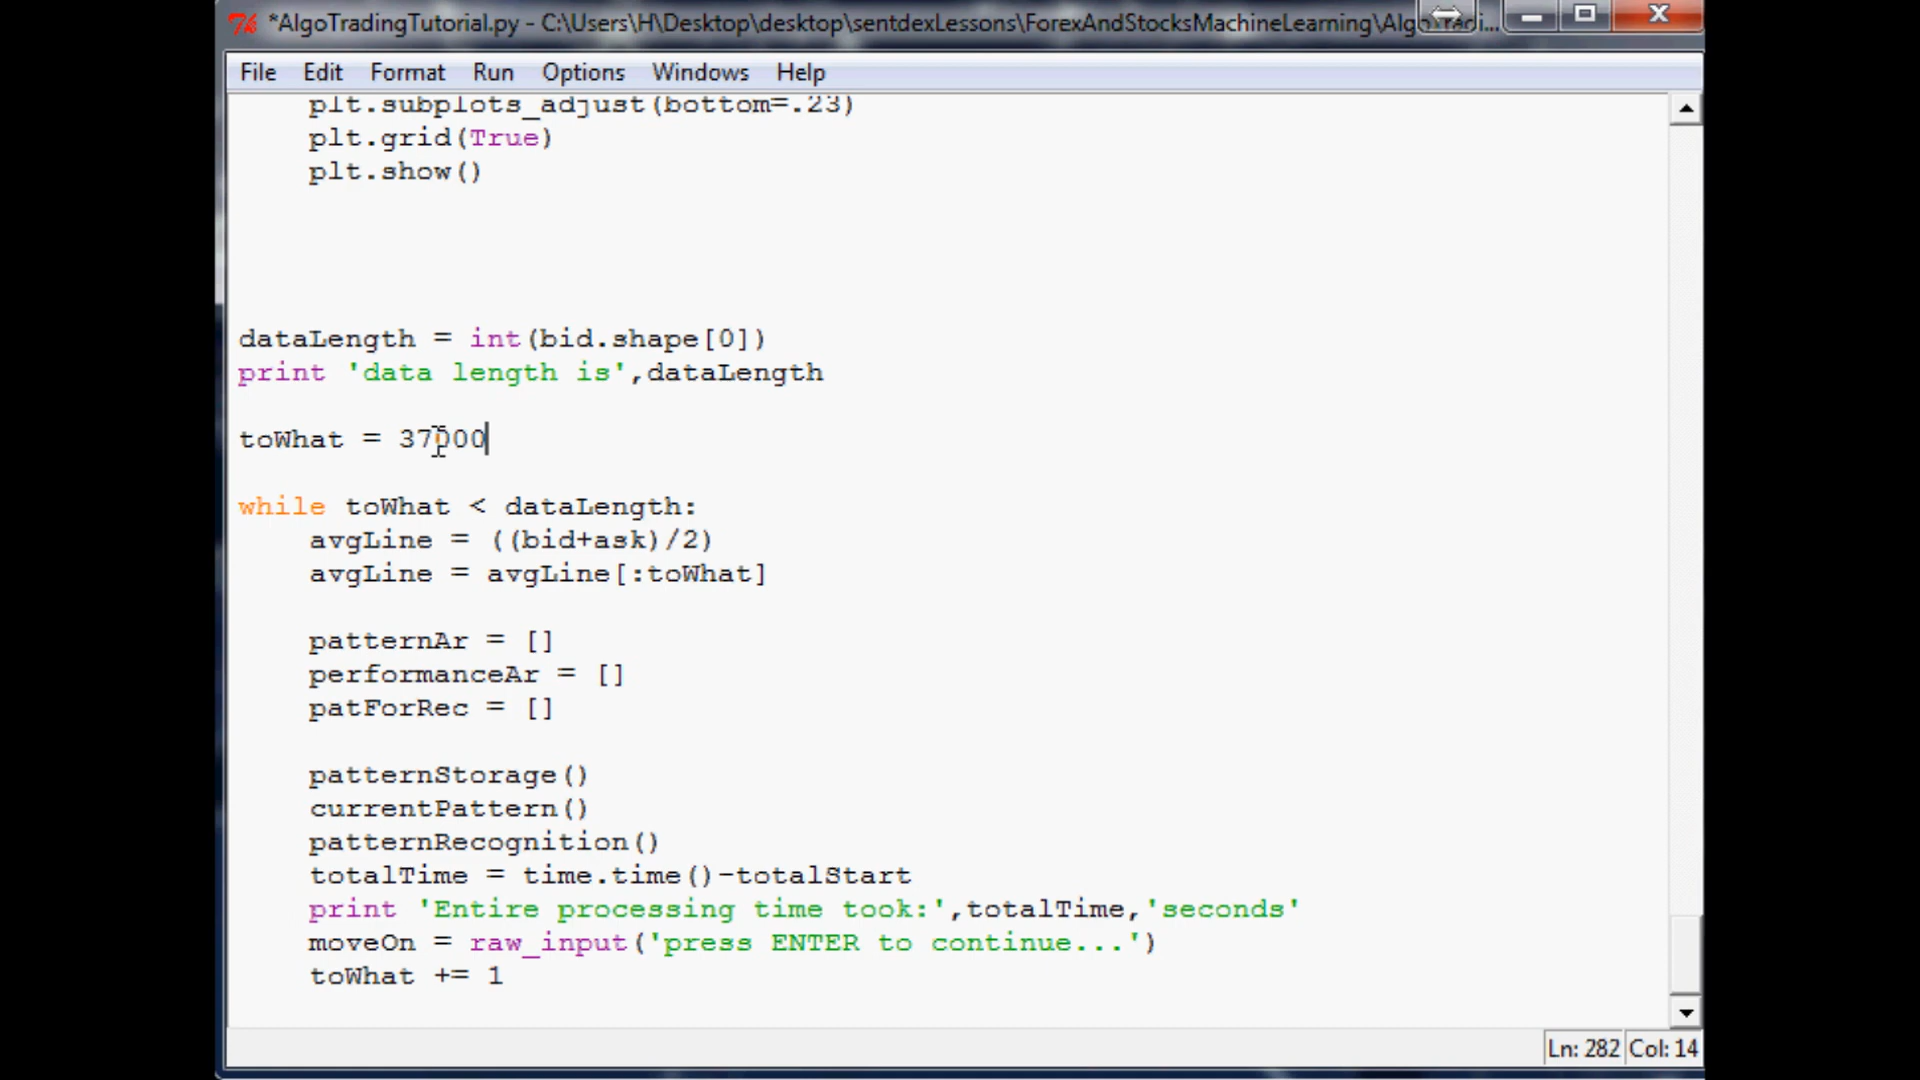 *AlgoTradingTutorial.py - C:\Users\H\Desktop\desktop\sentdexLessons\ForexAndStocksMachineLearning\AlgoTradi...
File Edit Format Run Options Windows Help
plt.subplots_adjust(bottom=.23)
plt.grid(True)
plt.show()
dataLength = int(bid.shape[0])
print 'data length is',dataLength
toWhat = 37000
while toWhat < dataLength:
avgLine = ((bid+ask)/2)
avgLine = avgLine[:toWhat]
patternAr = []
performanceAr = []
patForRec = []
patternStorage()
currentPattern()
patternRecognition()
totalTime = time.time()-totalStart
print 'Entire processing time took:',totalTime,'seconds'
moveOn = raw_input('press ENTER to continue...')
toWhat += 1
Ln: 282 Col: 14